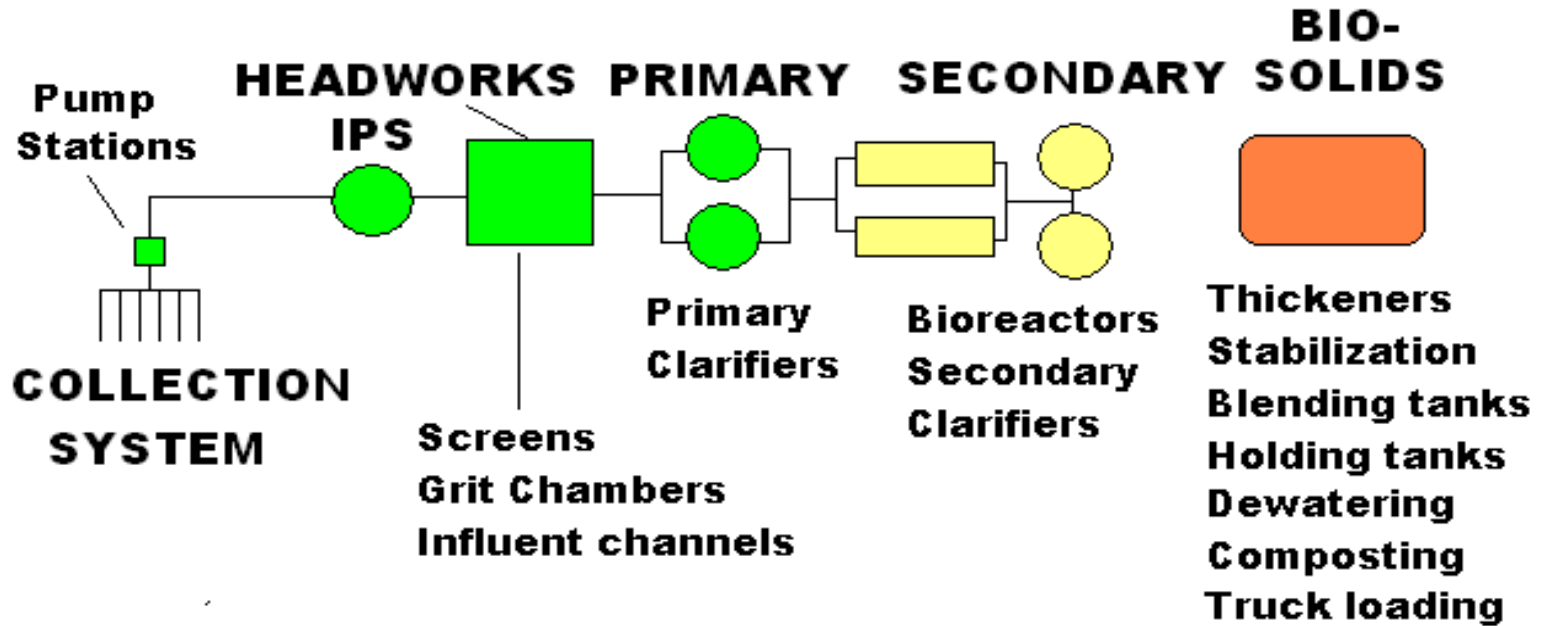 Pump
Stations
COLLECTION
SYSTEM
HEADWORKS
IPS
Screens
Grit Chambers
Influent channels
PRIMARY
Primary
Clarifiers
SECONDARY
Bioreactors
Secondary
Clarifiers
BIO-
SOLIDS
Thickeners
Stabilization
Blending tanks
Holding tanks
Dewatering
Composting
Truck loading